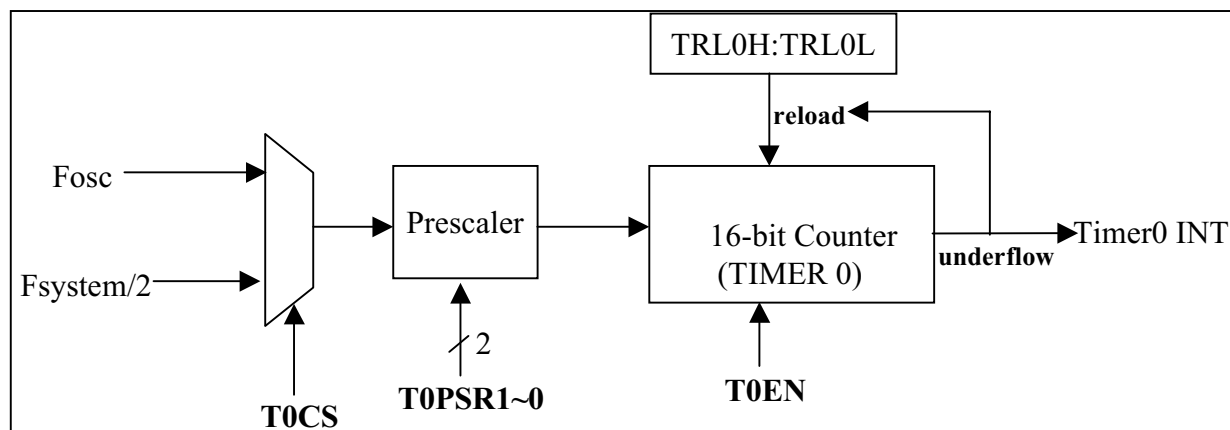 TRL0H:TRL0L
reload
Fosc
Prescaler
16-bit Counter
(TIMER 0)
Timer0 INT
underflow
Fsystem/2
2
T0CS
T0PSR1~0
T0EN